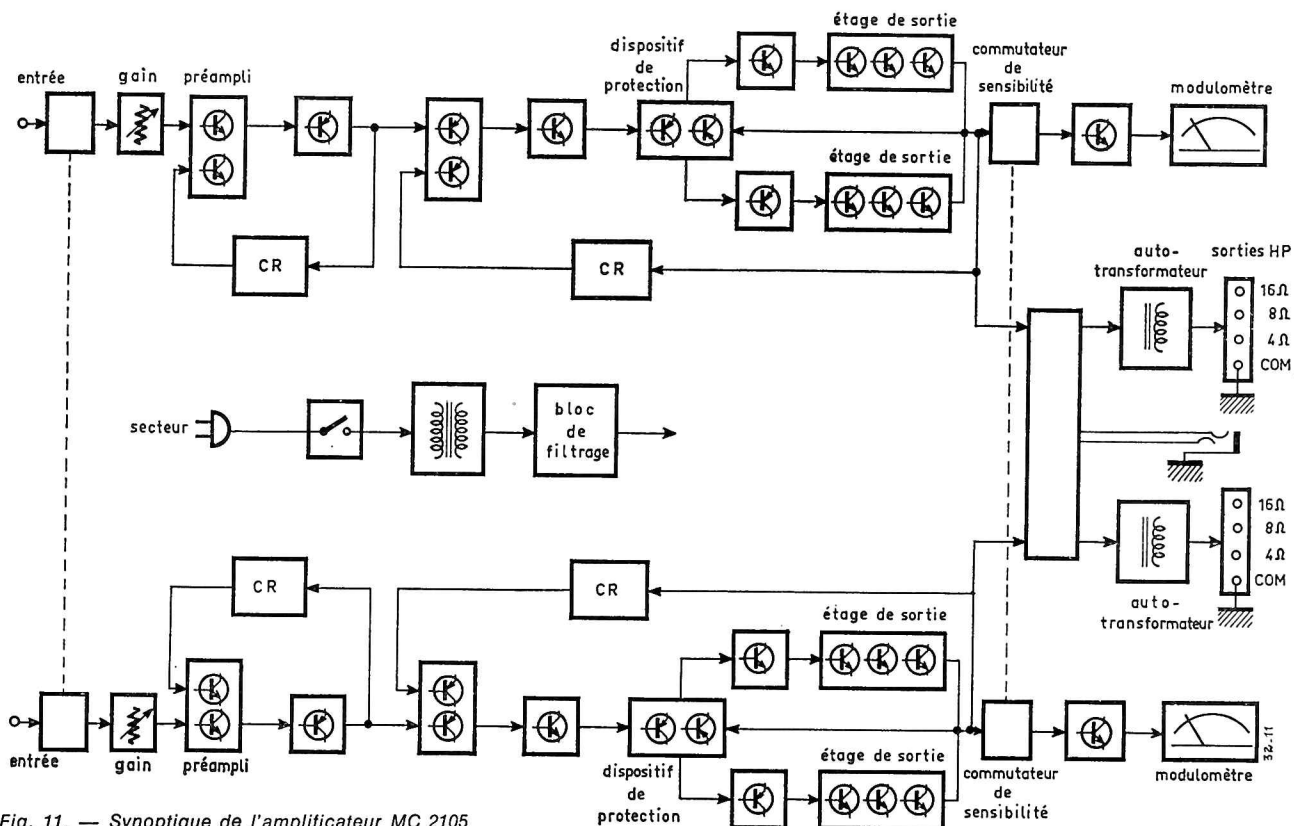 étage de sortie
dispositif
de
protection
commutateur
de
sensibilité
entrée
gain
préampli
modulomètre
étage de sortie
CR
CR
auto-
transformateur
sorties HP
16Ω
8Ω
4Ω
COM
secteur
bloc
de
filtrage
16Ω
8Ω
4Ω
COM
CR
CR
auto-
transformateur
étage de sortie
entrée
gain
préampli
étage de sortie
dispositif
de
protection
commutateur
de
sensibilité
modulomètre
32.11
Fig. 11. — Synoptique de l'amplificateur MC 2105